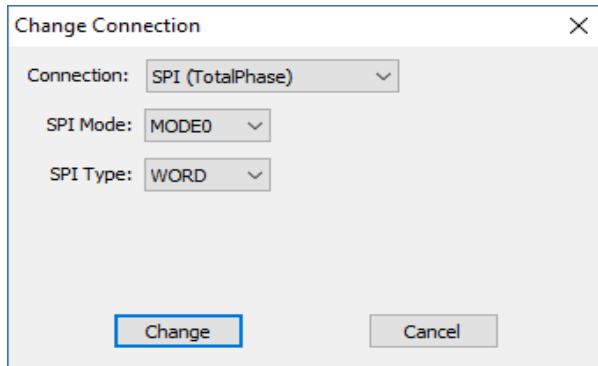 Change Connection
Connection: SPI (TotalPhase)
SPI Mode: MODE0
SPI Type: WORD
Change Cancel